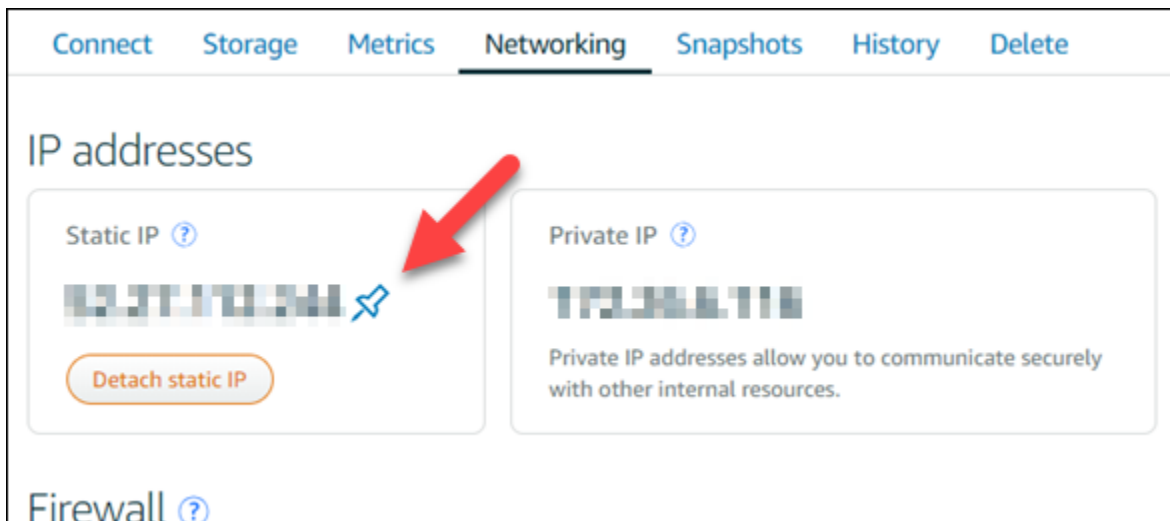 Connect Storage Metrics Networking Snapshots History Delete
IP addresses
Static IP ?
Private IP ?
Detach static IP
Private IP addresses allow you to communicate securely
with other internal resources.
Firewall ?